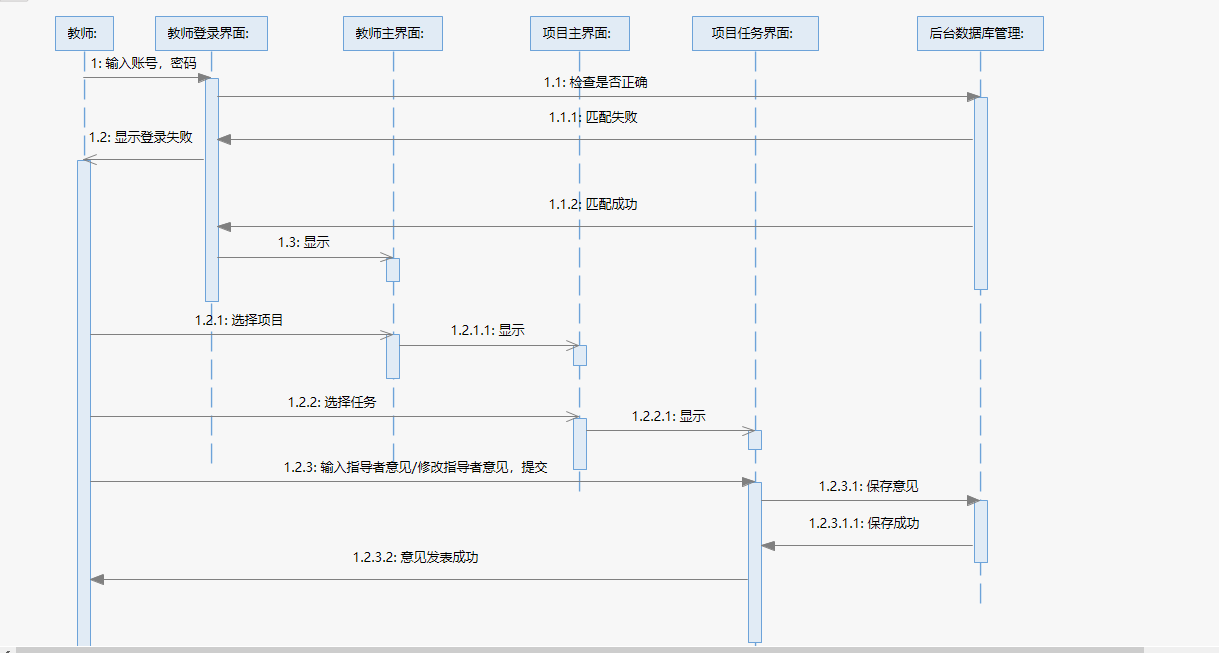 教师:
教师登录界面:
教师主界面:
项目主界面:
项目任务界面:
后台数据库管理:
1: 输入账号，密码
1.1: 检查是否正确
1.1.1: 匹配失败
1.2: 显示登录失败
1.1.2: 匹配成功
1.3: 显示
1.2.1: 选择项目
1.2.1.1: 显示
1.2.2: 选择任务
1.2.2.1: 显示
1.2.3: 输入指导者意见/修改指导者意见，提交
1.2.3.1: 保存意见
1.2.3.1.1: 保存成功
1.2.3.2: 意见发表成功